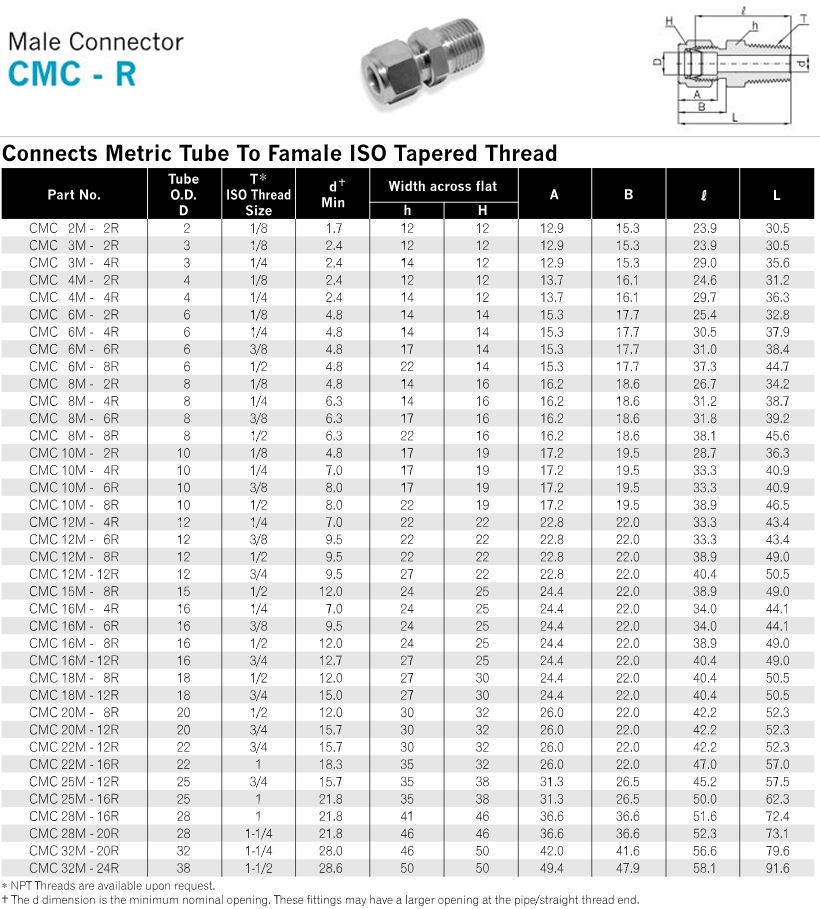 Male Connector
CMC - R
H
ℓ
h
T
D
d
A
B
L
Connects Metric Tube To Famale ISO Tapered Thread
Part No. Tube O.D. D T* ISO Thread Size d† Min Width across flat h H A B ℓ L
CMC 2M - 2R 2 1/8 1.7 12 12 12.9 15.3 23.9 30.5
CMC 3M - 2R 3 1/8 2.4 12 12 12.9 15.3 23.9 30.5
CMC 3M - 4R 3 1/4 2.4 14 12 12.9 15.3 29.0 35.6
CMC 4M - 2R 4 1/8 2.4 12 12 13.7 16.1 24.6 31.2
CMC 4M - 4R 4 1/4 2.4 14 12 13.7 16.1 29.7 36.3
CMC 6M - 2R 6 1/8 4.8 14 14 15.3 17.7 25.4 32.8
CMC 6M - 4R 6 1/4 4.8 14 14 15.3 17.7 30.5 37.9
CMC 6M - 6R 6 3/8 4.8 17 14 15.3 17.7 31.0 38.4
CMC 6M - 8R 6 1/2 4.8 22 14 15.3 17.7 37.3 44.7
CMC 8M - 2R 8 1/8 4.8 14 16 16.2 18.6 26.7 34.2
CMC 8M - 4R 8 1/4 6.3 14 16 16.2 18.6 31.2 38.7
CMC 8M - 6R 8 3/8 6.3 17 16 16.2 18.6 31.8 39.2
CMC 8M - 8R 8 1/2 6.3 22 16 16.2 18.6 38.1 45.6
CMC 10M - 2R 10 1/8 4.8 17 19 17.2 19.5 28.7 36.3
CMC 10M - 4R 10 1/4 7.0 17 19 17.2 19.5 33.3 40.9
CMC 10M - 6R 10 3/8 8.0 17 19 17.2 19.5 33.3 40.9
CMC 10M - 8R 10 1/2 8.0 22 19 17.2 19.5 38.9 46.5
CMC 12M - 4R 12 1/4 7.0 22 22 22.8 22.0 33.3 43.4
CMC 12M - 6R 12 3/8 9.5 22 22 22.8 22.0 33.3 43.4
CMC 12M - 8R 12 1/2 9.5 22 22 22.8 22.0 38.9 49.0
CMC 12M - 12R 12 3/4 9.5 27 22 22.8 22.0 40.4 50.5
CMC 15M - 8R 15 1/2 12.0 24 25 24.4 22.0 38.9 49.0
CMC 16M - 4R 16 1/4 7.0 24 25 24.4 22.0 34.0 44.1
CMC 16M - 6R 16 3/8 9.5 24 25 24.4 22.0 34.0 44.1
CMC 16M - 8R 16 1/2 12.0 24 25 24.4 22.0 38.9 49.0
CMC 16M - 12R 16 3/4 12.7 27 25 24.4 22.0 40.4 49.0
CMC 18M - 8R 18 1/2 12.0 27 30 24.4 22.0 40.4 50.5
CMC 18M - 12R 18 3/4 15.0 27 30 24.4 22.0 40.4 50.5
CMC 20M - 8R 20 1/2 12.0 30 32 26.0 22.0 42.2 52.3
CMC 20M - 12R 20 3/4 15.7 30 32 26.0 22.0 42.2 52.3
CMC 22M - 12R 22 3/4 15.7 30 32 26.0 22.0 42.2 52.3
CMC 22M - 16R 22 1 18.3 35 32 26.0 22.0 47.0 57.0
CMC 25M - 12R 25 3/4 15.7 35 38 31.3 26.5 45.2 57.5
CMC 25M - 16R 25 1 21.8 35 38 31.3 26.5 50.0 62.3
CMC 28M - 16R 28 1 21.8 41 46 36.6 36.6 51.6 72.4
CMC 28M - 20R 28 1-1/4 21.8 46 46 36.6 36.6 52.3 73.1
CMC 32M - 20R 32 1-1/4 28.0 46 50 42.0 41.6 56.6 79.6
CMC 32M - 24R 38 1-1/2 28.6 50 50 49.4 47.9 58.1 91.6
* NPT Threads are available upon request.
† The d dimension is the minimum nominal opening. These fittings may have a larger opening at the pipe/straight thread end.